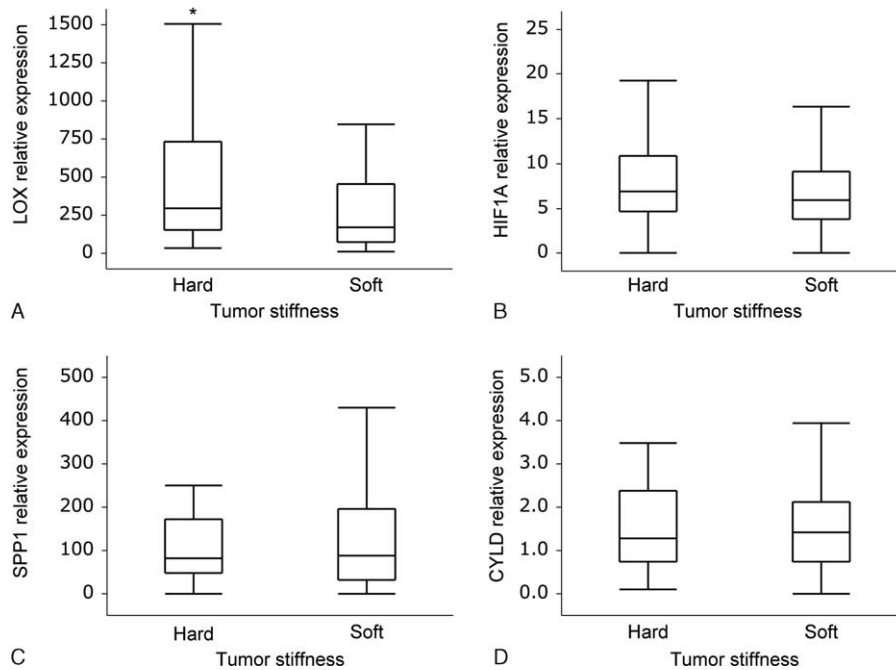 LOX relative expression
1500
1250
1000
750
500
250
0
*
Hard
Soft
Tumor stiffness
A
HIF1A relative expression
25
20
15
10
5
0
Hard
Soft
Tumor stiffness
B
SPP1 relative expression
500
400
300
200
100
0
Hard
Soft
Tumor stiffness
C
CYLD relative expression
5.0
4.0
3.0
2.0
1.0
0.0
Hard
Soft
Tumor stiffness
D